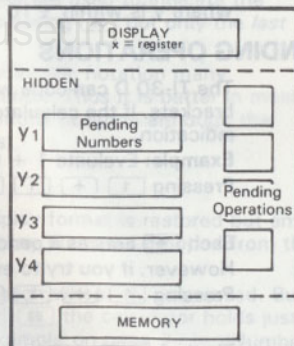 DISPLAY
x = register
HIDDEN
y1
Pending
Numbers
y2
Pending
Operations
y3
y4
MEMORY